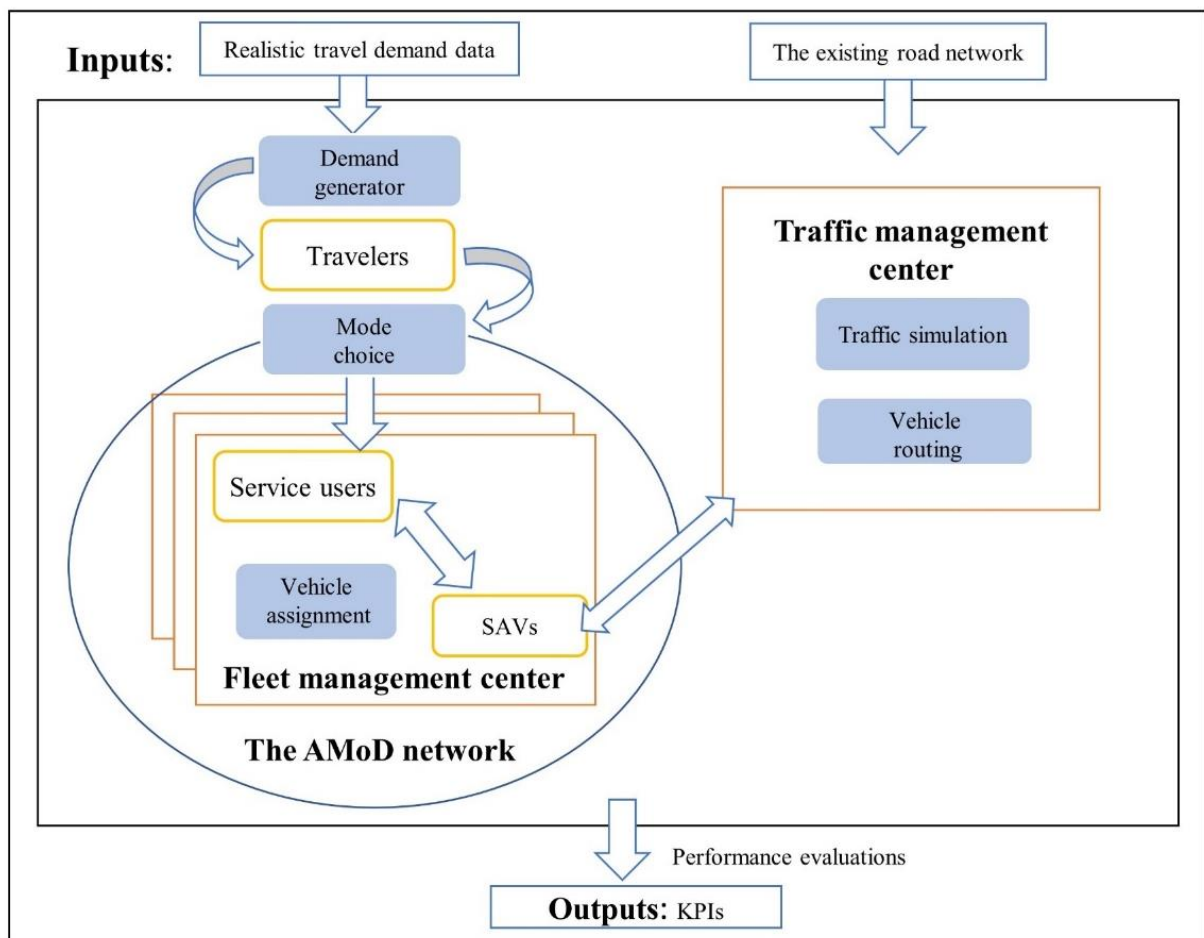 Inputs:
Realistic travel demand data
The existing road network
Demand
generator
Travelers
Mode
choice
Service users
Vehicle
assignment
SAVs
Fleet management center
The AMoD network
Traffic management
center
Traffic simulation
Vehicle
routing
Performance evaluations
Outputs: KPIs